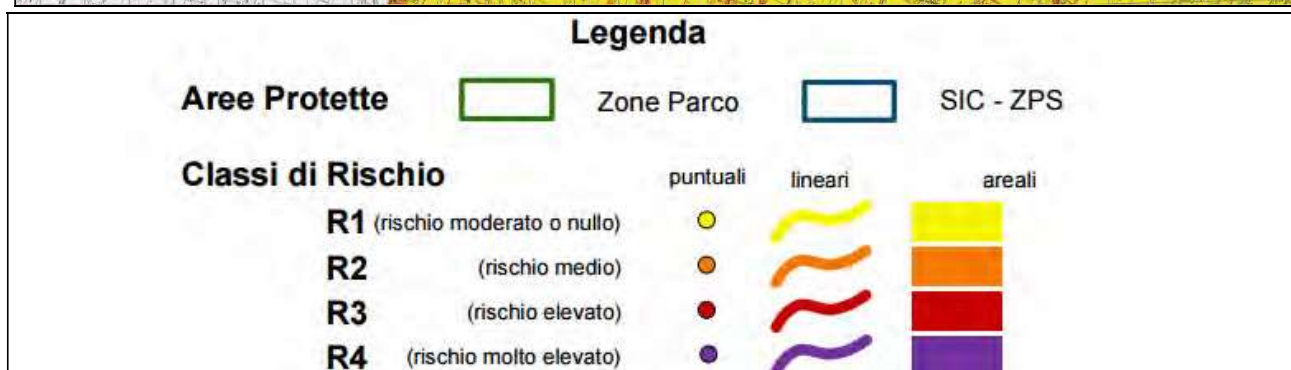 Legenda
Aree Protette Zone Parco SIC - ZPS
Classi di Rischio puntuali lineari areali
R1 (rischio moderato o nullo)
R2 (rischio medio)
R3 (rischio elevato)
R4 (rischio molto elevato)